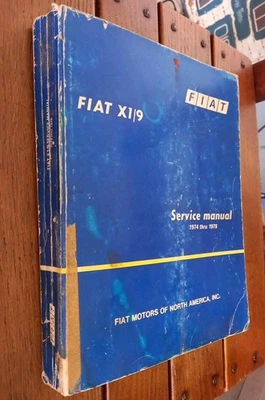 FIAT X1/9
FIAT
Service manual
1974 thru 1978
FIAT MOTORS OF NORTH AMERICA, INC.